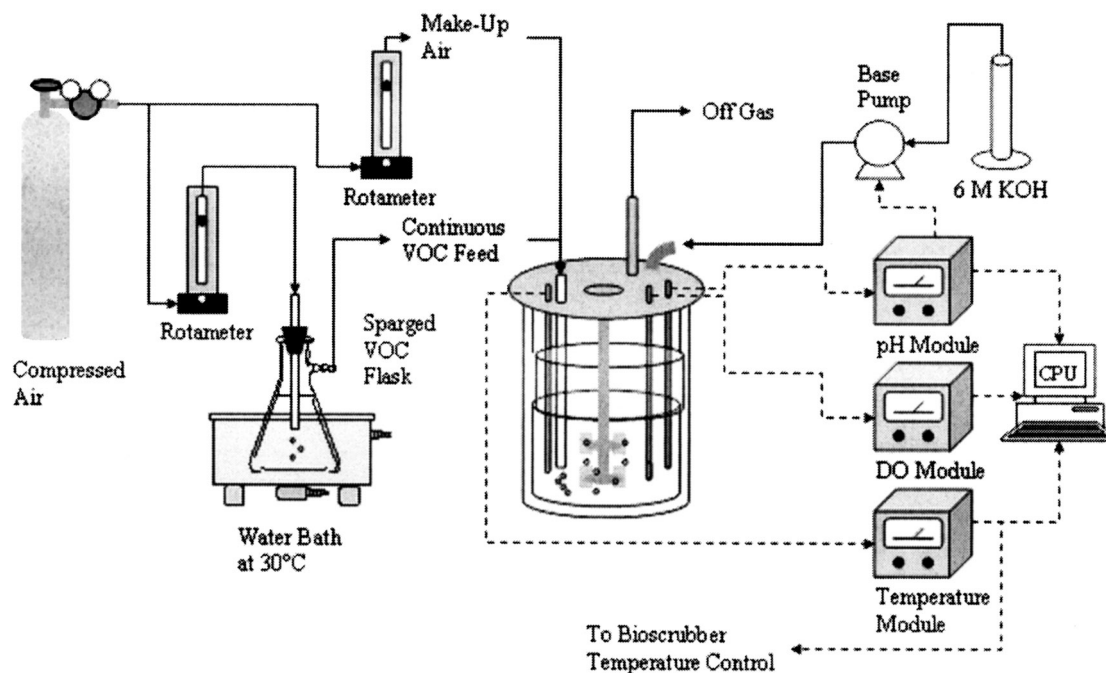 Make-Up
Air
Base
Pump
Off Gas
6 M KOH
Rotameter
Continuous
VOC Feed
Rotameter
Sparged
VOC
Flask
Compressed
Air
pH Module
CPU
DO Module
Water Bath
at 30°C
Temperature
Module
To Bioscrubber
Temperature Control